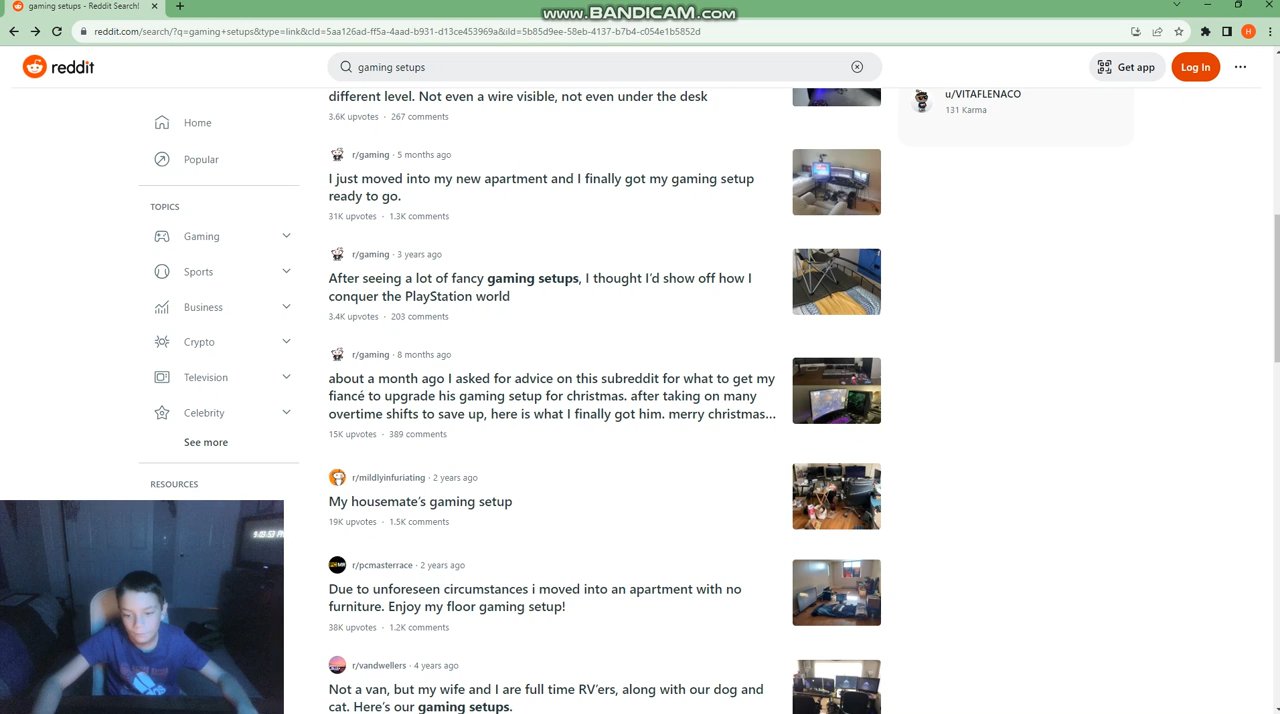 gaming setups - Reddit Search!
www.BANDICAM.com
reddit.com/search/?q=gaming+setups&type=link&cId=5aa126ad-ff5a-4aad-b931-d13ce453969a&iId=5b85d9ee-58eb-4137-b7b4-c054e1b5852d
H
reddit
gaming setups
Get app
Log In
Home
Popular
TOPICS
Gaming
Sports
Business
Crypto
Television
Celebrity
See more
RESOURCES
different level. Not even a wire visible, not even under the desk
3.6K upvotes · 267 comments
r/gaming · 5 months ago
I just moved into my new apartment and I finally got my gaming setup
ready to go.
31K upvotes · 1.3K comments
r/gaming · 3 years ago
After seeing a lot of fancy gaming setups, I thought I'd show off how I
conquer the PlayStation world
3.4K upvotes · 203 comments
r/gaming · 8 months ago
about a month ago I asked for advice on this subreddit for what to get my
fiancé to upgrade his gaming setup for christmas. after taking on many
overtime shifts to save up, here is what I finally got him. merry christmas...
15K upvotes · 389 comments
r/mildlyinfuriating · 2 years ago
My housemate's gaming setup
19K upvotes · 1.5K comments
r/pcmasterrace · 2 years ago
Due to unforeseen circumstances i moved into an apartment with no
furniture. Enjoy my floor gaming setup!
38K upvotes · 1.2K comments
r/vandwellers · 4 years ago
Not a van, but my wife and I are full time RV'ers, along with our dog and
cat. Here's our gaming setups.
u/VITAFLENACO
131 Karma